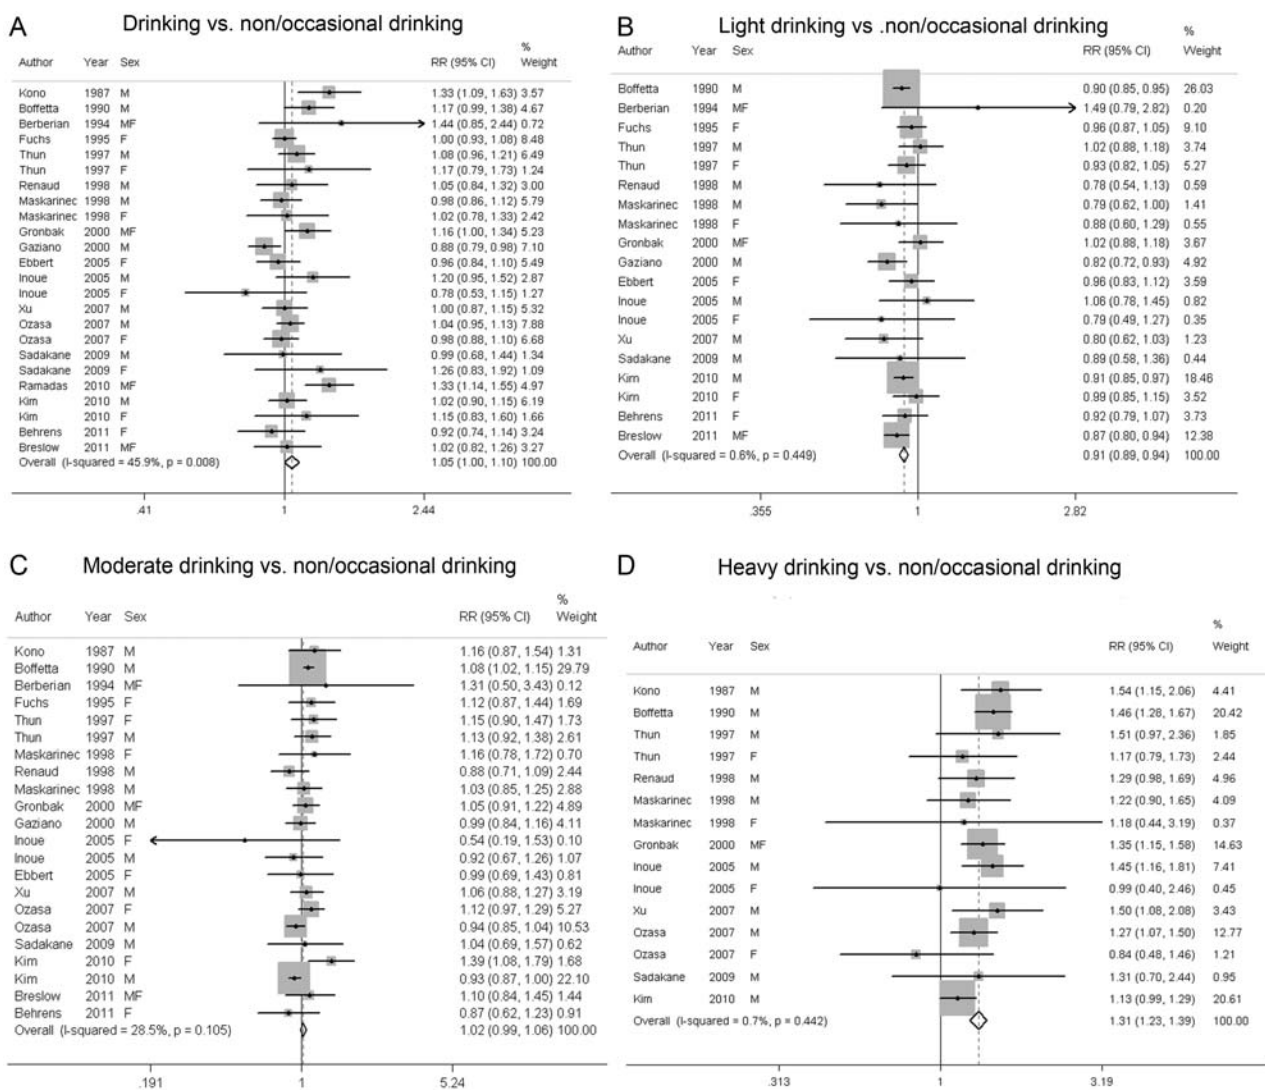 A Drinking vs. non/occasional drinking
%
Author Year Sex RR (95% CI) Weight
Kono 1987 M 1.33 (1.09, 1.63) 3.57
Boffetta 1990 M 1.17 (0.99, 1.38) 4.67
Berberian 1994 MF 1.44 (0.85, 2.44) 0.72
Fuchs 1995 F 1.00 (0.93, 1.08) 8.48
Thun 1997 M 1.08 (0.96, 1.21) 6.49
Thun 1997 F 1.17 (0.79, 1.73) 1.24
Renaud 1998 M 1.05 (0.84, 1.32) 3.00
Maskarinec 1998 M 0.98 (0.86, 1.12) 5.79
Maskarinec 1998 F 1.02 (0.78, 1.33) 2.42
Gronbak 2000 MF 1.16 (1.00, 1.34) 5.23
Gaziano 2000 M 0.88 (0.79, 0.98) 7.10
Ebbert 2005 F 0.96 (0.84, 1.10) 5.49
Inoue 2005 M 1.20 (0.95, 1.52) 2.87
Inoue 2005 F 0.78 (0.53, 1.15) 1.27
Xu 2007 M 1.00 (0.87, 1.15) 5.32
Ozasa 2007 M 1.04 (0.95, 1.13) 7.88
Ozasa 2007 F 0.98 (0.88, 1.10) 6.68
Sadakane 2009 M 0.99 (0.68, 1.44) 1.34
Sadakane 2009 F 1.26 (0.83, 1.92) 1.09
Ramadas 2010 MF 1.33 (1.14, 1.55) 4.97
Kim 2010 M 1.02 (0.90, 1.15) 6.19
Kim 2010 F 1.15 (0.83, 1.60) 1.66
Behrens 2011 F 0.92 (0.74, 1.14) 3.24
Breslow 2011 MF 1.02 (0.82, 1.26) 3.27
Overall (I-squared = 45.9%, p = 0.008) 1.05 (1.00, 1.10) 100.00
.41 1 2.44
B Light drinking vs .non/occasional drinking
%
Author Year Sex RR (95% CI) Weight
Boffetta 1990 M 0.90 (0.85, 0.95) 26.03
Berberian 1994 MF 1.49 (0.79, 2.82) 0.20
Fuchs 1995 F 0.96 (0.87, 1.05) 9.10
Thun 1997 M 1.02 (0.88, 1.18) 3.74
Thun 1997 F 0.93 (0.82, 1.05) 5.27
Renaud 1998 M 0.78 (0.54, 1.13) 0.59
Maskarinec 1998 M 0.79 (0.62, 1.00) 1.41
Maskarinec 1998 F 0.88 (0.60, 1.29) 0.55
Gronbak 2000 MF 1.02 (0.88, 1.18) 3.67
Gaziano 2000 M 0.82 (0.72, 0.93) 4.92
Ebbert 2005 F 0.96 (0.83, 1.12) 3.59
Inoue 2005 M 1.06 (0.78, 1.45) 0.82
Inoue 2005 F 0.79 (0.49, 1.27) 0.35
Xu 2007 M 0.80 (0.62, 1.03) 1.23
Sadakane 2009 M 0.89 (0.58, 1.36) 0.44
Kim 2010 M 0.91 (0.85, 0.97) 18.46
Kim 2010 F 0.99 (0.85, 1.15) 3.52
Behrens 2011 F 0.92 (0.79, 1.07) 3.73
Breslow 2011 MF 0.87 (0.80, 0.94) 12.38
Overall (I-squared = 0.6%, p = 0.449) 0.91 (0.89, 0.94) 100.00
.355 1 2.82
C Moderate drinking vs. non/occasional drinking
%
Author Year Sex RR (95% CI) Weight
Kono 1987 M 1.16 (0.87, 1.54) 1.31
Boffetta 1990 M 1.08 (1.02, 1.15) 29.79
Berberian 1994 MF 1.31 (0.50, 3.43) 0.12
Fuchs 1995 F 1.12 (0.87, 1.44) 1.69
Thun 1997 F 1.15 (0.90, 1.47) 1.73
Thun 1997 M 1.13 (0.92, 1.38) 2.61
Maskarinec 1998 F 1.16 (0.78, 1.72) 0.70
Renaud 1998 M 0.88 (0.71, 1.09) 2.44
Maskarinec 1998 M 1.03 (0.85, 1.25) 2.88
Gronbak 2000 MF 1.05 (0.91, 1.22) 4.89
Gaziano 2000 M 0.99 (0.84, 1.16) 4.11
Inoue 2005 F 0.54 (0.19, 1.53) 0.10
Inoue 2005 M 0.92 (0.67, 1.26) 1.07
Ebbert 2005 F 0.99 (0.69, 1.43) 0.81
Xu 2007 M 1.06 (0.88, 1.27) 3.19
Ozasa 2007 F 1.12 (0.97, 1.29) 5.27
Ozasa 2007 M 0.94 (0.85, 1.04) 10.53
Sadakane 2009 M 1.04 (0.69, 1.57) 0.62
Kim 2010 F 1.39 (1.08, 1.79) 1.68
Kim 2010 M 0.93 (0.87, 1.00) 22.10
Breslow 2011 MF 1.10 (0.84, 1.45) 1.44
Behrens 2011 F 0.87 (0.62, 1.23) 0.91
Overall (I-squared = 28.5%, p = 0.105) 1.02 (0.99, 1.06) 100.00
.191 1 5.24
D Heavy drinking vs. non/occasional drinking
%
Author Year Sex RR (95% CI) Weight
Kono 1987 M 1.54 (1.15, 2.06) 4.41
Boffetta 1990 M 1.46 (1.28, 1.67) 20.42
Thun 1997 M 1.51 (0.97, 2.36) 1.85
Thun 1997 F 1.17 (0.79, 1.73) 2.44
Renaud 1998 M 1.29 (0.98, 1.69) 4.96
Maskarinec 1998 M 1.22 (0.90, 1.65) 4.09
Maskarinec 1998 F 1.18 (0.44, 3.19) 0.37
Gronbak 2000 MF 1.35 (1.15, 1.58) 14.63
Inoue 2005 M 1.45 (1.16, 1.81) 7.41
Inoue 2005 F 0.99 (0.40, 2.46) 0.45
Xu 2007 M 1.50 (1.08, 2.08) 3.43
Ozasa 2007 M 1.27 (1.07, 1.50) 12.77
Ozasa 2007 F 0.84 (0.48, 1.46) 1.21
Sadakane 2009 M 1.31 (0.70, 2.44) 0.95
Kim 2010 M 1.13 (0.99, 1.29) 20.61
Overall (I-squared = 0.7%, p = 0.442) 1.31 (1.23, 1.39) 100.00
.313 1 3.19